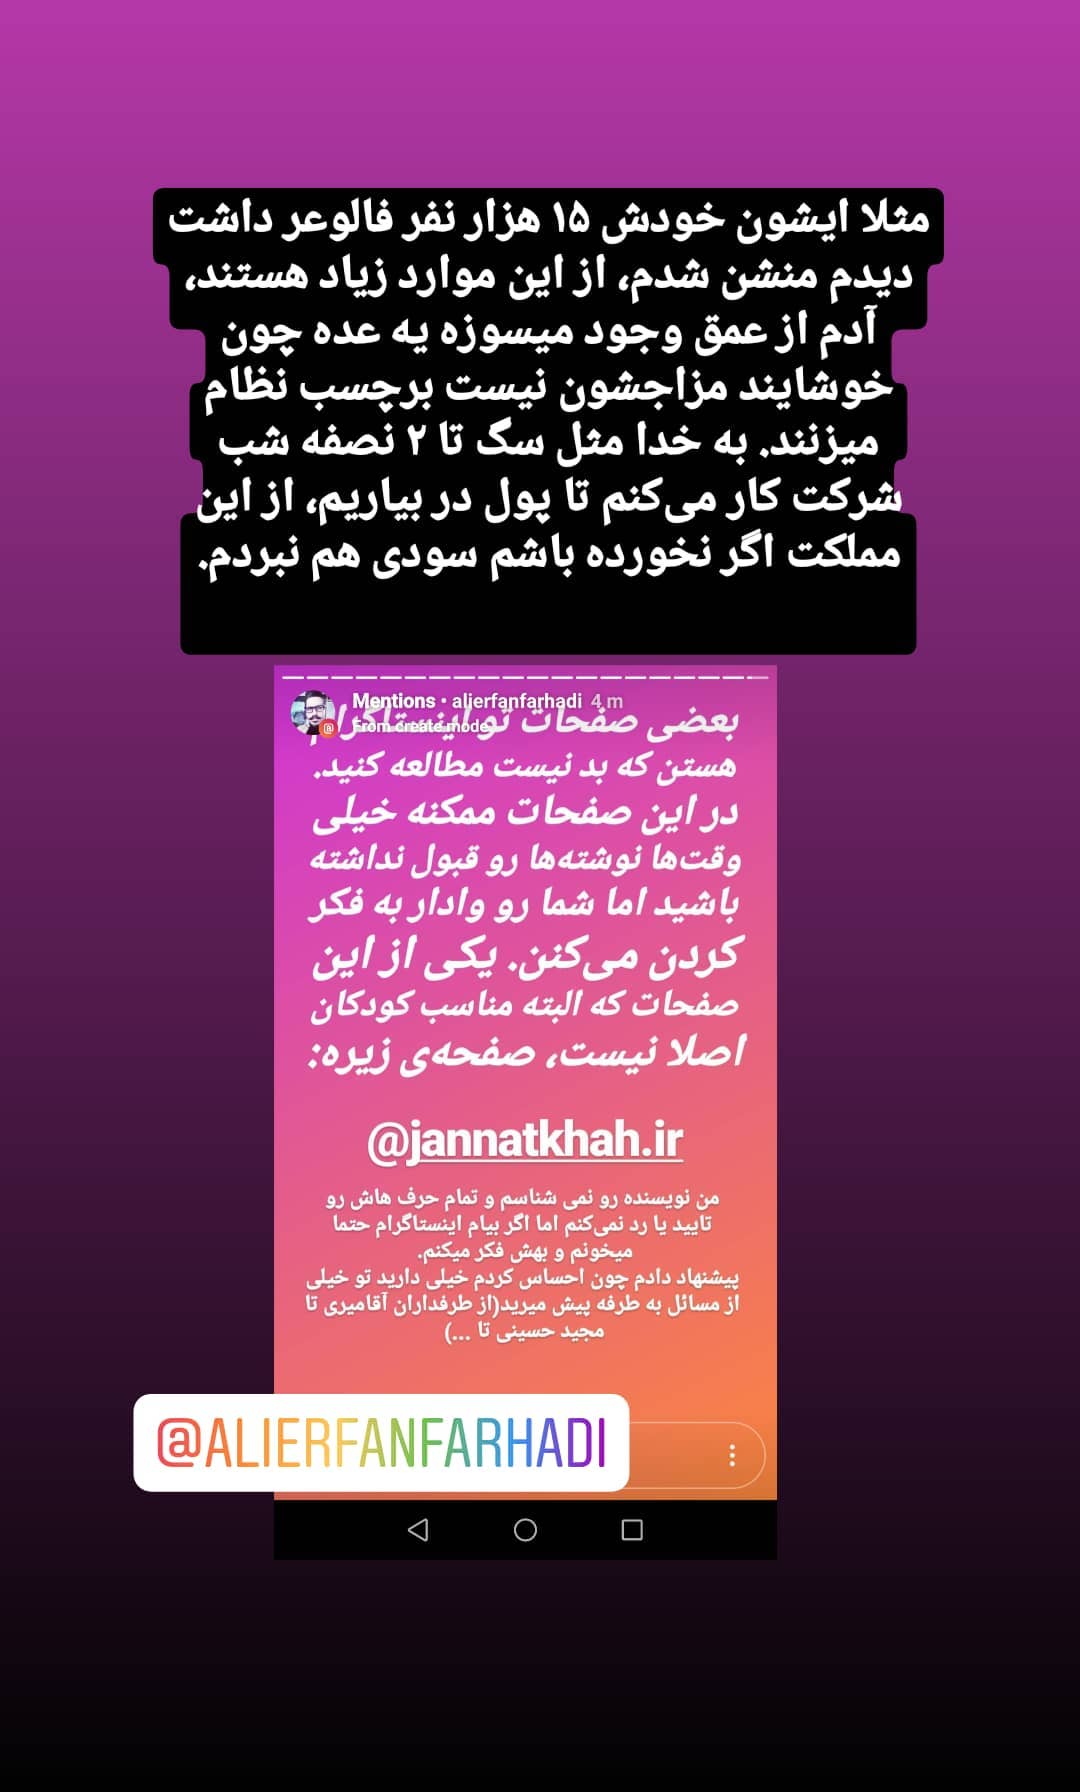 مثلا ایشون خودش ۱۵ هزار نفر فالوعر داشت
دیدم منشن شدم، از این موارد زیاد هستند،
آدم از عمق وجود میسوزه یه عده چون
خوشایند مزاجشون نیست برچسب نظام
میزنند. به خدا مثل سگ تا ۲ نصفه شب
شرکت کار می‌کنم تا پول در بیاریم، از این
مملکت اگر نخورده باشم سودی هم نبردم.
Mentions • alierfanfarhadi 4 m
From create mode
بعضی صفحات تو اینستاگرام
هستن که بد نیست مطالعه کنید.
در این صفحات ممکنه خیلی
وقت‌ها نوشته‌ها رو قبول نداشته
باشید اما شما رو وادار به فکر
کردن می‌کنن. یکی از این
صفحات که البته مناسب کودکان
اصلا نیست، صفحه‌ی زیره:
@jannatkhah.ir
من نویسنده رو نمی شناسم و تمام حرف هاش رو
تایید یا رد نمی‌کنم اما اگر بیام اینستاگرام حتما
میخونم و بهش فکر میکنم.
پیشنهاد دادم چون احساس کردم خیلی دارید تو خیلی
از مسائل به طرفه پیش میرید(از طرفداران آقامیری تا
مجید حسینی تا ...)
@ALIERFANFARHADI